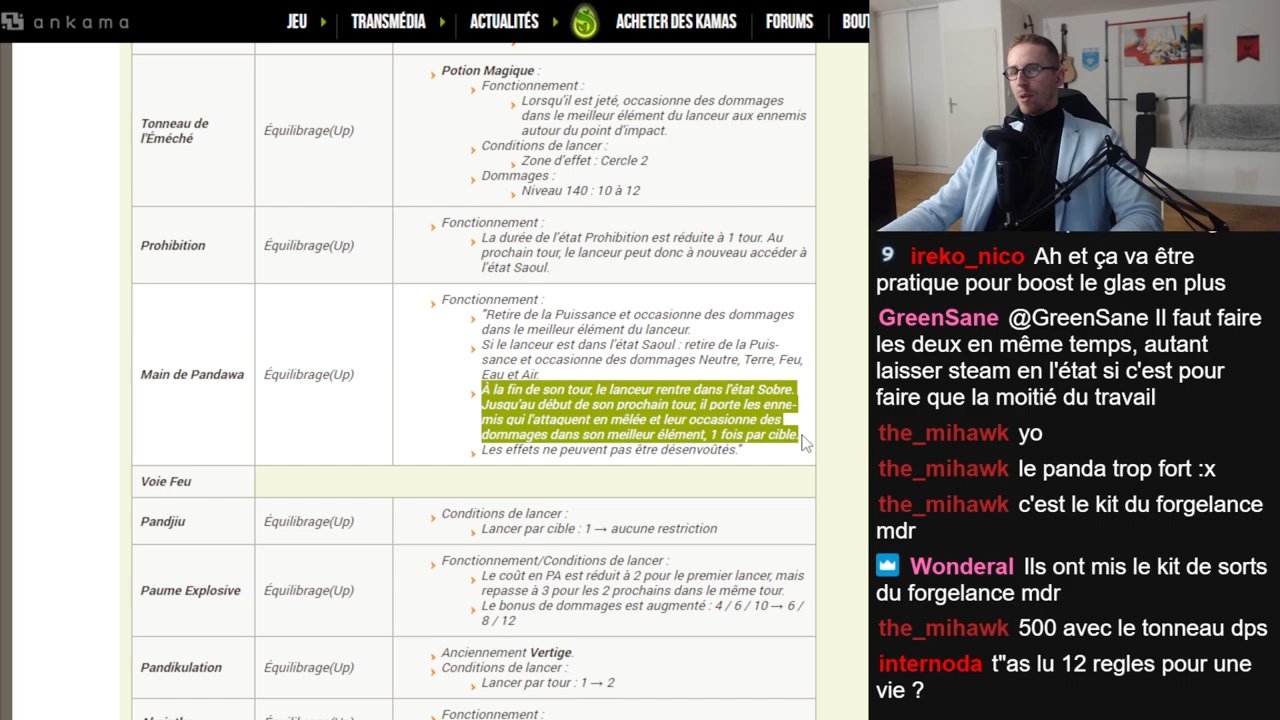 ankama
JEU
TRANSMÉDIA
ACTUALITÉS
ACHETER DES KAMAS
FORUMS
BOUT
Tonneau de
l'Éméché
Équilibrage(Up)
Potion Magique :
Fonctionnement :
Lorsqu'il est jeté, occasionne des dommages
dans le meilleur élément du lanceur aux ennemis
autour du point d'impact.
Conditions de lancer :
Zone d'effet : Cercle 2
Dommages :
Niveau 140 : 10 à 12
Prohibition
Équilibrage(Up)
Fonctionnement :
La durée de l'état Prohibition est réduite à 1 tour. Au
prochain tour, le lanceur peut donc à nouveau accéder à
l'état Saoul.
Main de Pandawa
Équilibrage(Up)
Fonctionnement :
"Retire de la Puissance et occasionne des dommages
dans le meilleur élément du lanceur.
Si le lanceur est dans l'état Saoul : retire de la Puis-
sance et occasionne des dommages Neutre, Terre, Feu,
Eau et Air.
À la fin de son tour, le lanceur rentre dans l'état Sobre.
Jusqu'au début de son prochain tour, il porte les enne-
mis qui l'attaquent en mêlée et leur occasionne des
dommages dans son meilleur élément, 1 fois par cible.
Les effets ne peuvent pas être désenvoûtés."
Voie Feu
Pandjiu
Équilibrage(Up)
Conditions de lancer :
Lancer par cible : 1 → aucune restriction
Paume Explosive
Équilibrage(Up)
Fonctionnement/Conditions de lancer :
Le coût en PA est réduit à 2 pour le premier lancer, mais
repasse à 3 pour les 2 prochains dans le même tour.
Le bonus de dommages est augmenté : 4 / 6 / 10 → 6 /
8 / 12
Pandikulation
Équilibrage(Up)
Anciennement Vertige.
Conditions de lancer :
Lancer par tour : 1 → 2
Fonctionnement :
9 ireko_nico Ah et ça va être
pratique pour boost le glas en plus
GreenSane @GreenSane Il faut faire
les deux en même temps, autant
laisser steam en l'état si c'est pour
faire que la moitié du travail
the_mihawk yo
the_mihawk le panda trop fort :x
the_mihawk c'est le kit du forgelance
mdr
Wonderal Ils ont mis le kit de sorts
du forgelance mdr
the_mihawk 500 avec le tonneau dps
internoda t"as lu 12 regles pour une
vie ?